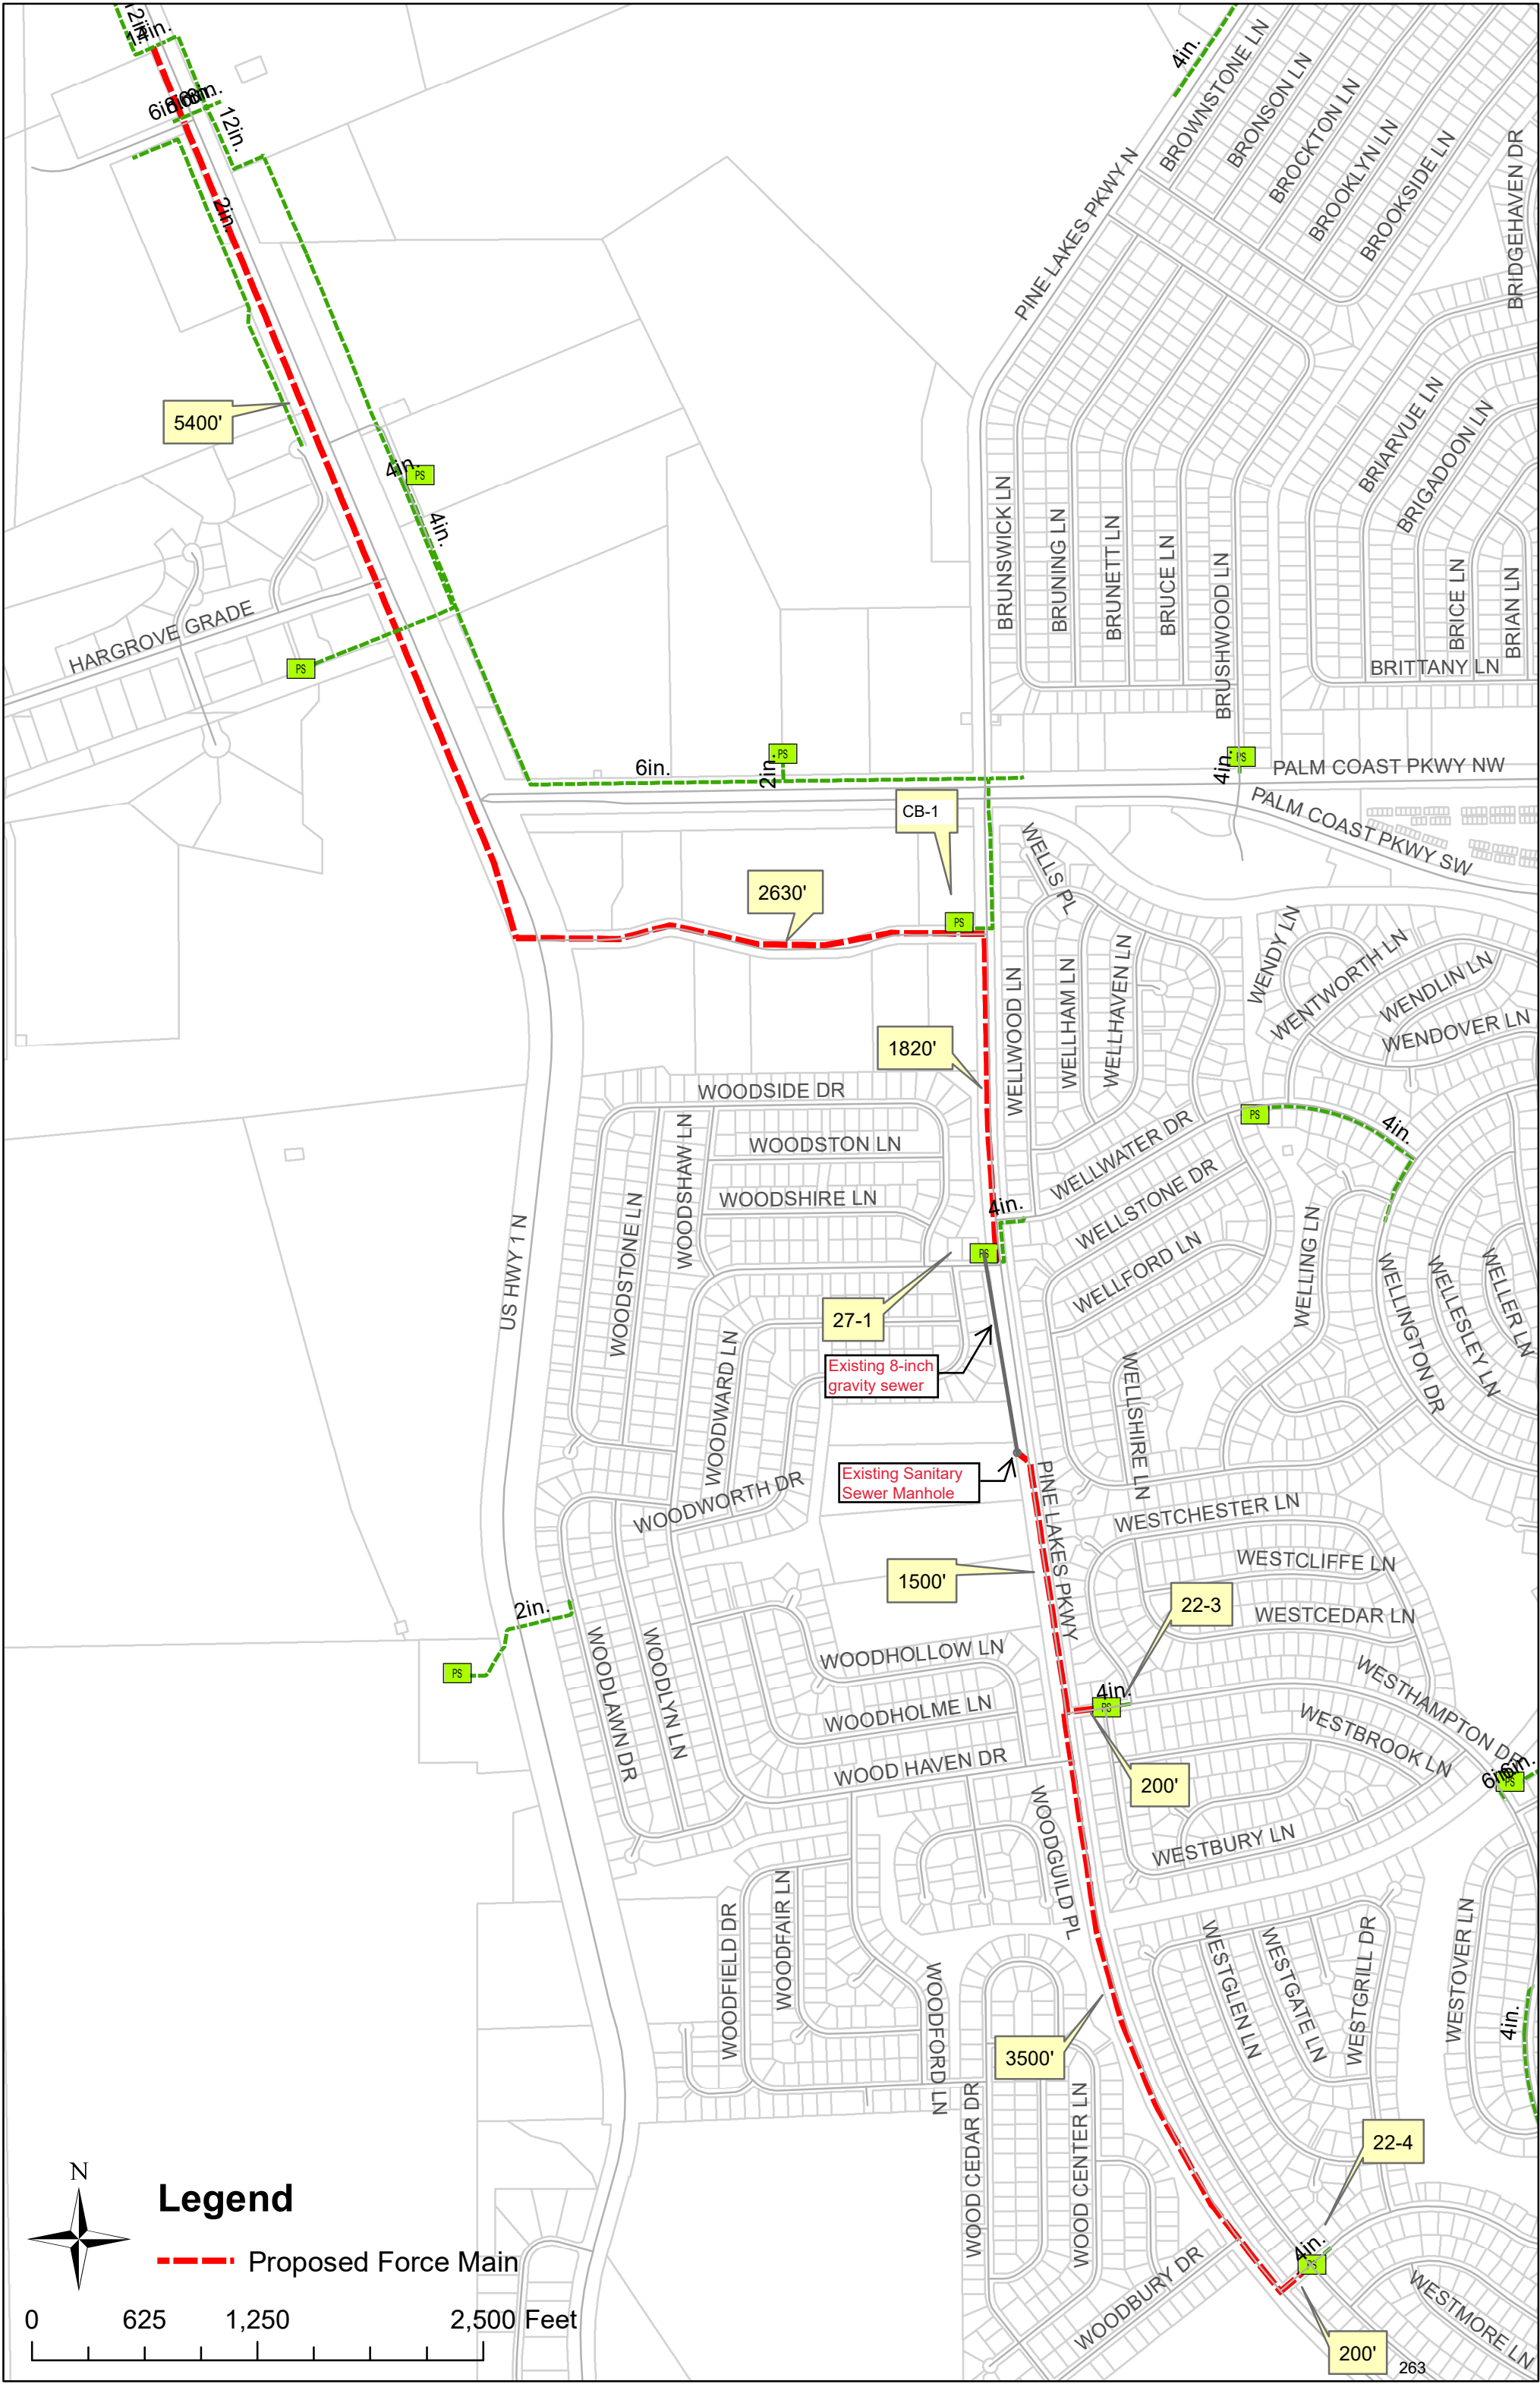 12in.
14in.
4in.
12in.
2in.
BROWNSTONE LN
BRONSON LN
BROCKTON LN
BROOKLYN LN
BROOKSIDE LN
BRIDGEHAVEN DR
PINE LAKES PKWY N
5400'
4in.
PS
4in.
BRIARVUE LN
BRIGADOON LN
BRUNSWICK LN
BRUNING LN
BRUNETT LN
BRUCE LN
BRUSHWOOD LN
BRICE LN
BRIAN LN
BRITTANY LN
HARGROVE GRADE
PS
6in.
2in.
PS
4in.
PS
PALM COAST PKWY NW
PALM COAST PKWY SW
CB-1
WELLS PL
2630'
PS
WELLWOOD LN
WELLHAM LN
WELLHAVEN LN
WENDY LN
WENTWORTH LN
WENDLIN LN
WENDOVER LN
1820'
WOODSIDE DR
WOODSTON LN
WOODSHIRE LN
WOODSHAW LN
WOODSTONE LN
WELLWATER DR
WELLSTONE DR
WELLFORD LN
PS
4in.
4in.
PS
US HWY 1 N
27-1
WELLING LN
WELLINGTON DR
WELLESLEY LN
WELLER LN
WOODWARD LN
Existing 8-inch
gravity sewer
WELLSHIRE LN
Existing Sanitary
Sewer Manhole
WOODWORTH DR
PINE LAKES PKWY
WESTCHESTER LN
WESTCLIFFE LN
WESTCEDAR LN
1500'
22-3
2in.
PS
WOODLAWN DR
WOODLYN LN
WOODHOLLOW LN
WOODHOLME LN
WOOD HAVEN DR
4in.
PS
WESTHAMPTON DR
WESTBROOK LN
PS
200'
WOODGUILD PL
WESTBURY LN
WOODFIELD DR
WOODFAIR LN
WOODFORD LN
WESTGLEN LN
WESTGATE LN
WESTGRILL DR
WESTOVER LN
4in.
3500'
WOOD CEDAR DR
WOOD CENTER LN
22-4
4in.
PS
WOODBURY DR
WESTMORE LN
200'
263
N
Legend
Proposed Force Main
0 625 1,250 2,500 Feet